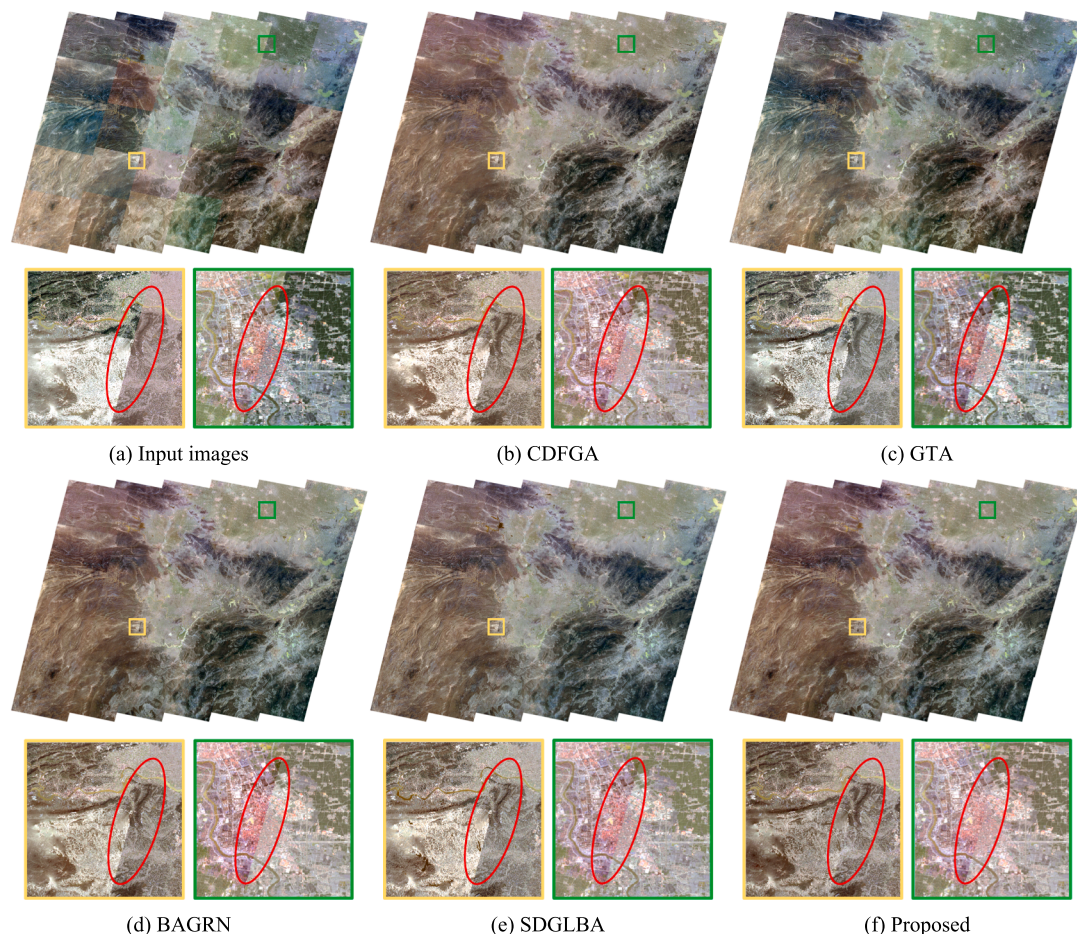 (a) Input images
(b) CDFGA
(c) GTA
(d) BAGRN
(e) SDGLBA
(f) Proposed